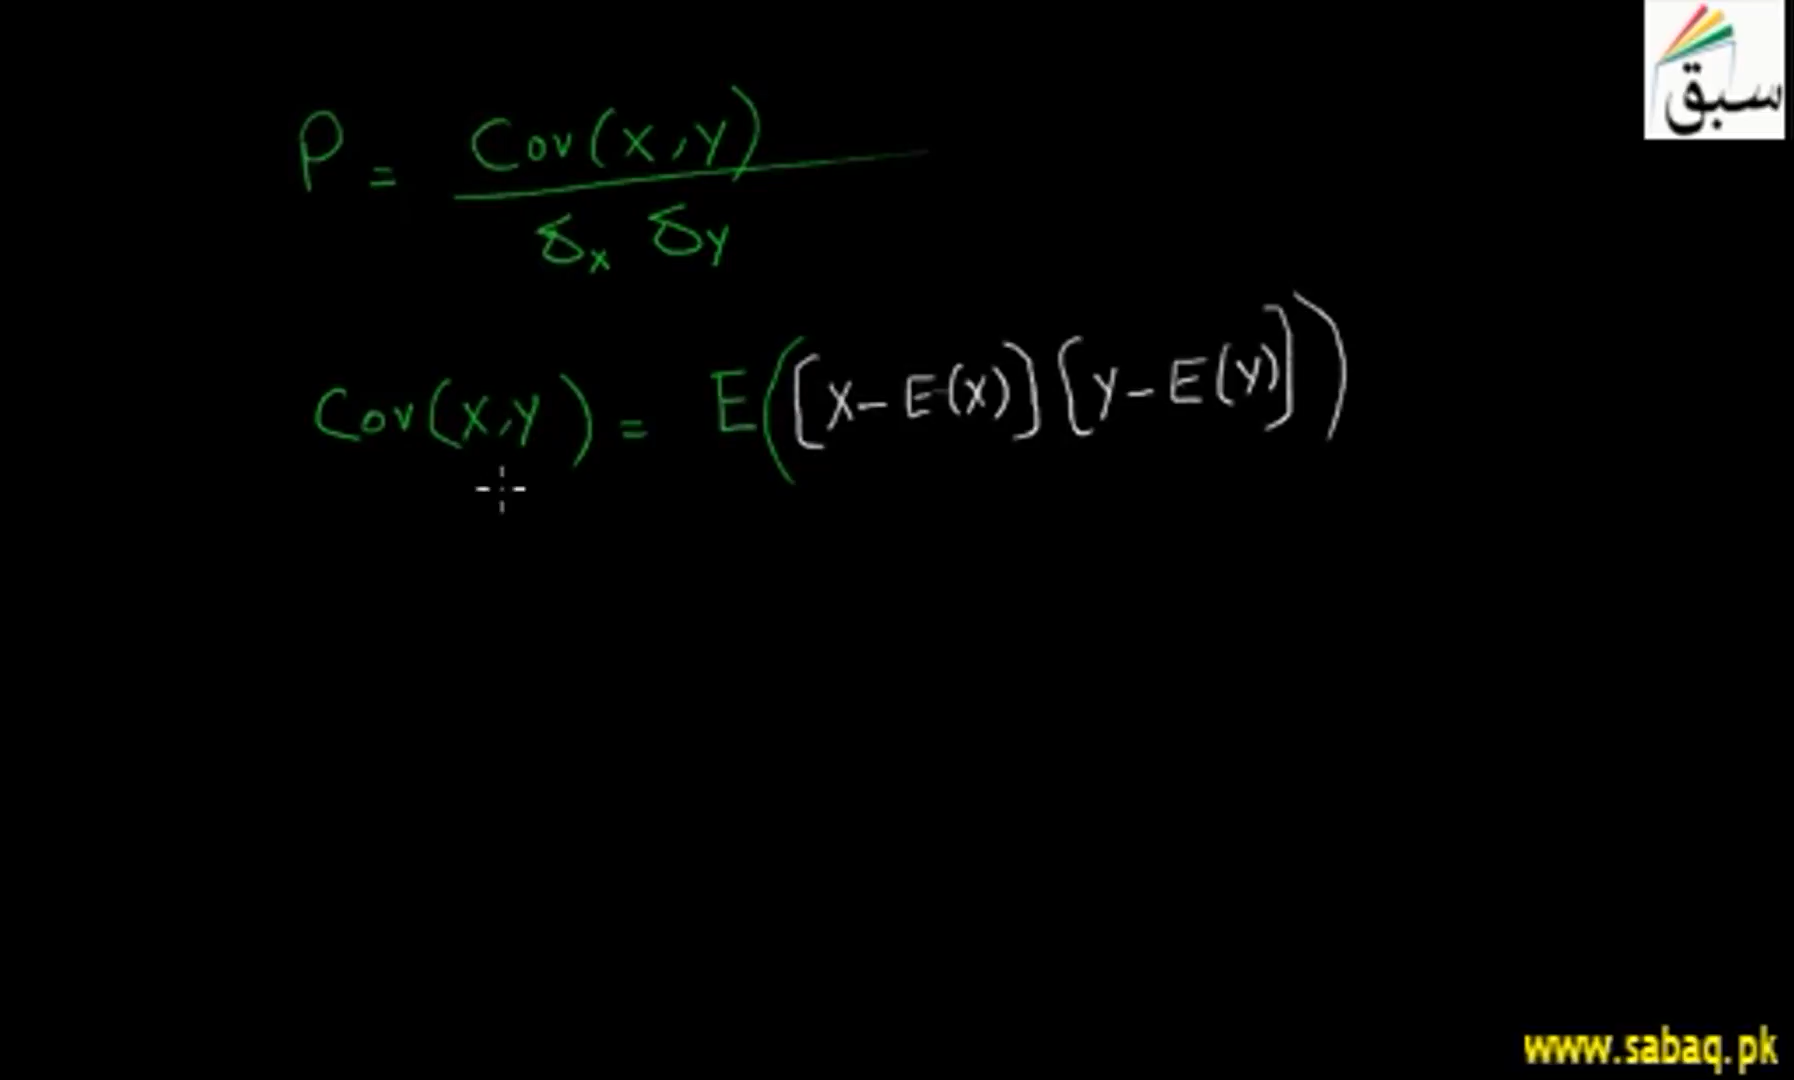 سبق
P = Cov(X,Y) / δx δy
Cov(X,Y) = E([X-E(X)][Y-E(Y)])
www.sabaq.pk